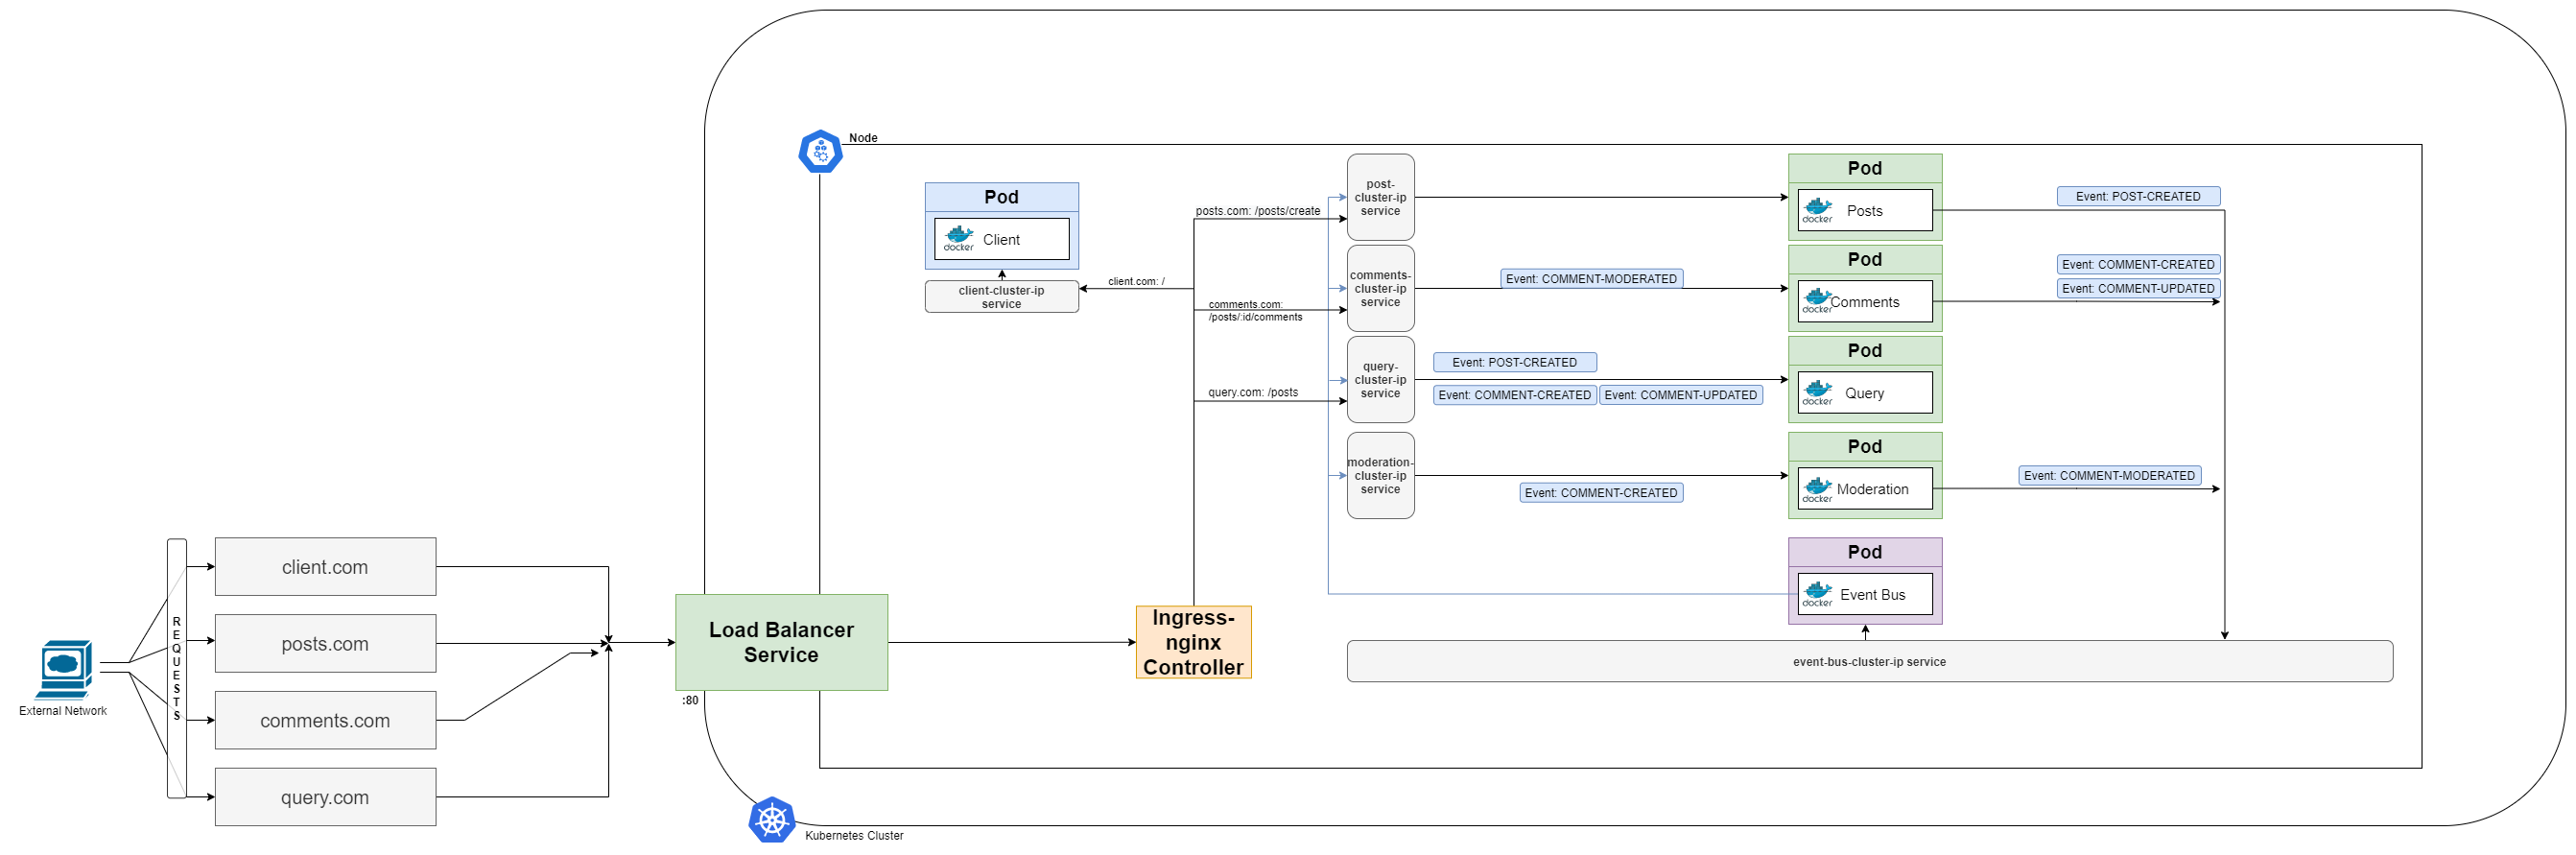 External Network
REQUESTS
client.com
posts.com
comments.com
query.com
Load Balancer
Service
:80
Kubernetes Cluster
Node
Ingress-
nginx
Controller
Pod
docker
Client
client-cluster-ip
service
client.com: /
posts.com: /posts/create
comments.com:
/posts/:id/comments
query.com: /posts
post-
cluster-ip
service
comments-
cluster-ip
service
query-
cluster-ip
service
moderation-
cluster-ip
service
Event: COMMENT-MODERATED
Event: POST-CREATED
Event: COMMENT-CREATED
Event: COMMENT-UPDATED
Event: COMMENT-CREATED
Pod
docker
Posts
Pod
docker
Comments
Pod
docker
Query
Pod
docker
Moderation
Pod
docker
Event Bus
Event: POST-CREATED
Event: COMMENT-CREATED
Event: COMMENT-UPDATED
Event: COMMENT-MODERATED
event-bus-cluster-ip service